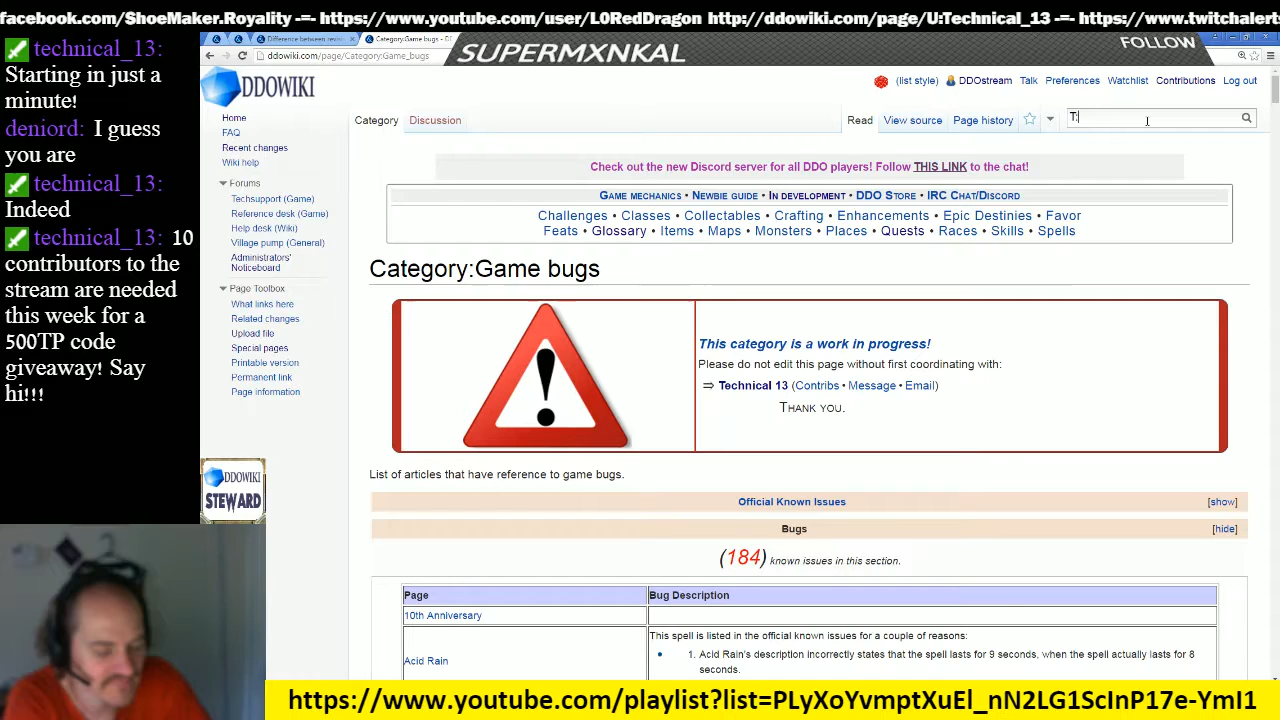 facebook.com/ShoeMaker.Royality -=- https://www.youtube.com/user/L0RedDragon http://ddowiki.com/page/U:Technical_13 -=- https://www.twitchalert
technical_13:
Starting in just a
minute!
deniord: I guess
you are
technical_13:
Indeed
technical_13: 10
contributors to the
stream are needed
this week for a
500TP code
giveaway! Say
hi!!!
Difference between revis
Category:Game bugs - DD
SUPERMXNKAL
FOLLOW
ddowiki.com/page/Category:Game_bugs
DDOWIKI
(list style) DDOstream Talk Preferences Watchlist Contributions Log out
Home
FAQ
Recent changes
Wiki help
Forums
Techsupport (Game)
Reference desk (Game)
Help desk (Wiki)
Village pump (General)
Administrators'
Noticeboard
Page Toolbox
What links here
Related changes
Upload file
Special pages
Printable version
Permanent link
Page information
DDOWIKI
STEWARD
Category Discussion
Read View source Page history
T:
Check out the new Discord server for all DDO players! Follow THIS LINK to the chat!
Game mechanics • Newbie guide • In development • DDO Store • IRC Chat/Discord
Challenges • Classes • Collectables • Crafting • Enhancements • Epic Destinies • Favor
Feats • Glossary • Items • Maps • Monsters • Places • Quests • Races • Skills • Spells
Category:Game bugs
This category is a work in progress!
Please do not edit this page without first coordinating with:
⇒ Technical 13 (Contribs • Message • Email)
Thank you.
List of articles that have reference to game bugs.
Official Known Issues [show]
Bugs [hide]
(184) known issues in this section.
Page Bug Description
10th Anniversary
This spell is listed in the official known issues for a couple of reasons:
Acid Rain
• 1. Acid Rain's description incorrectly states that the spell lasts for 9 seconds, when the spell actually lasts for 8
seconds.
https://www.youtube.com/playlist?list=PLyXoYvmptXuEl_nN2LG1ScInP17e-YmI1